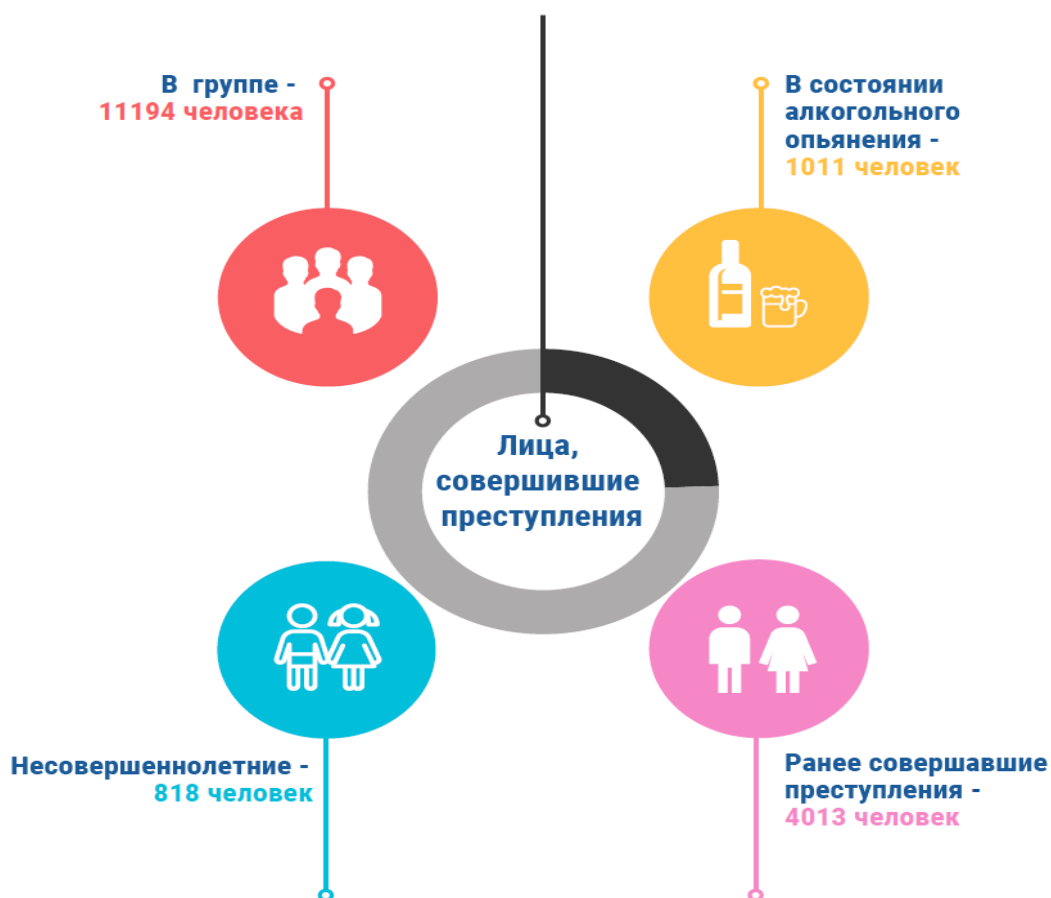 В группе -
11194 человека
В состоянии
алкогольного
опьянения -
1011 человек
Лица,
совершившие
преступления
Несовершеннолетние -
818 человек
Ранее совершавшие
преступления -
4013 человек